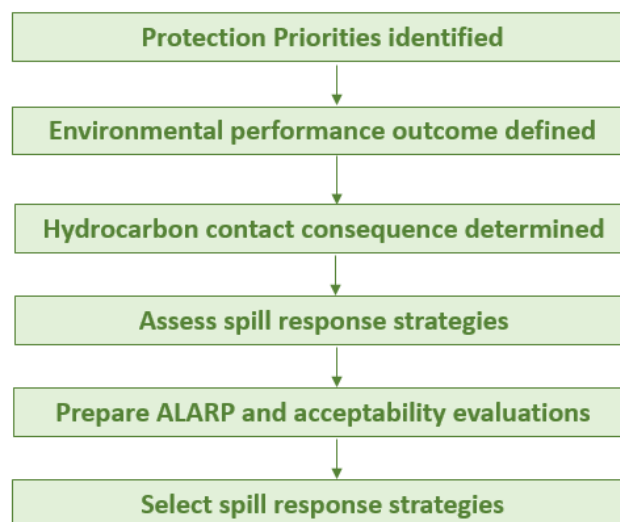 Protection Priorities identified
Environmental performance outcome defined
Hydrocarbon contact consequence determined
Assess spill response strategies
Prepare ALARP and acceptability evaluations
Select spill response strategies